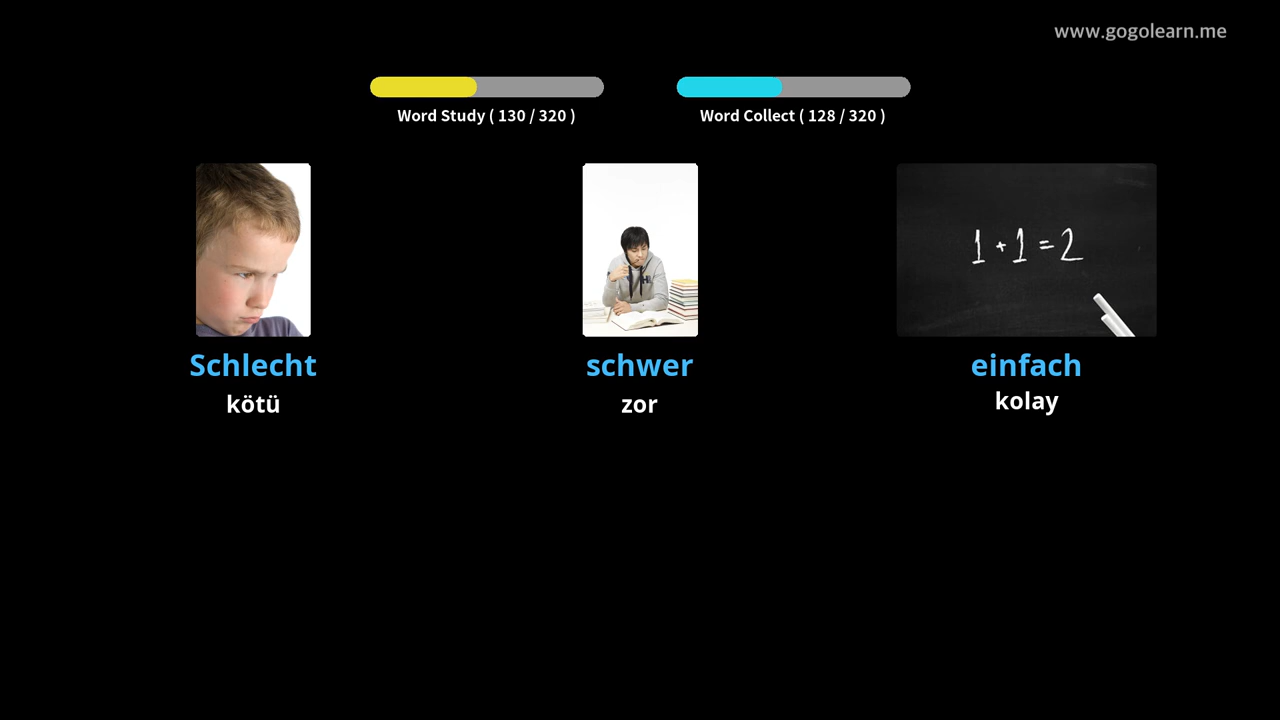 www.gogolearn.me
Word Study ( 130 / 320 )
Word Collect ( 128 / 320 )
1 + 1 = 2
Schlecht
schwer
einfach
kötü
zor
kolay